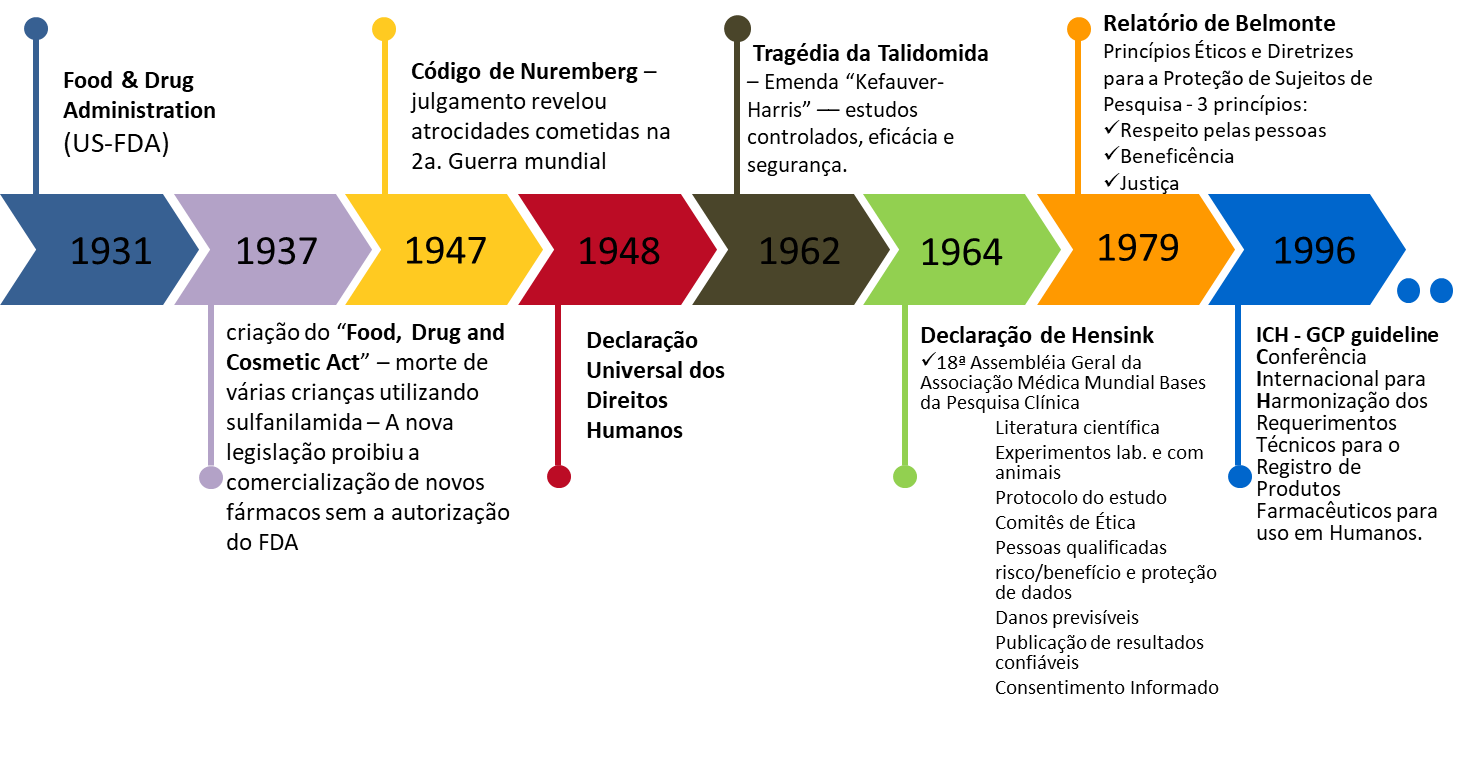 Food & Drug
Administration
(US-FDA)
Código de Nuremberg –
julgamento revelou
atrocidades cometidas na
2a. Guerra mundial
Tragédia da Talidomida
– Emenda “Kefauver-
Harris” –– estudos
controlados, eficácia e
segurança.
Relatório de Belmonte
Princípios Éticos e Diretrizes
para a Proteção de Sujeitos de
Pesquisa - 3 princípios:
✓Respeito pelas pessoas
✓Beneficência
✓Justiça
1931
1937
1947
1948
1962
1964
1979
1996
criação do “Food, Drug and
Cosmetic Act” – morte de
várias crianças utilizando
sulfanilamida – A nova
legislação proibiu a
comercialização de novos
fármacos sem a autorização
do FDA
Declaração
Universal dos
Direitos
Humanos
Declaração de Hensink
✓18ª Assembléia Geral da
Associação Médica Mundial Bases
da Pesquisa Clínica
Literatura científica
Experimentos lab. e com
animais
Protocolo do estudo
Comitês de Ética
Pessoas qualificadas
risco/benefício e proteção
de dados
Danos previsíveis
Publicação de resultados
confiáveis
Consentimento Informado
ICH - GCP guideline
Conferência
Internacional para
Harmonização dos
Requerimentos
Técnicos para o
Registro de
Produtos
Farmacêuticos para
uso em Humanos.